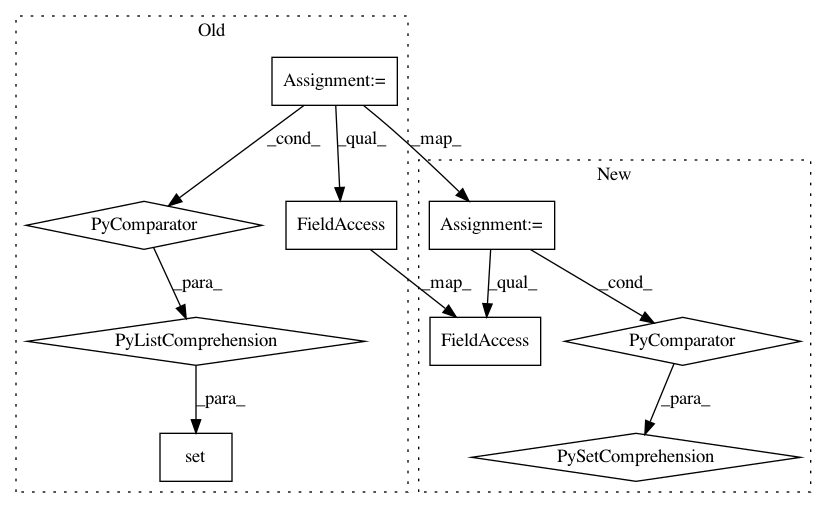 Old
Assignment:=
_cond_
_qual_
_map_
New
PyComparator
FieldAccess
Assignment:=
_para_
_map_
_qual_
_cond_
PyListComprehension
FieldAccess
PyComparator
_para_
_para_
set
PySetComprehension